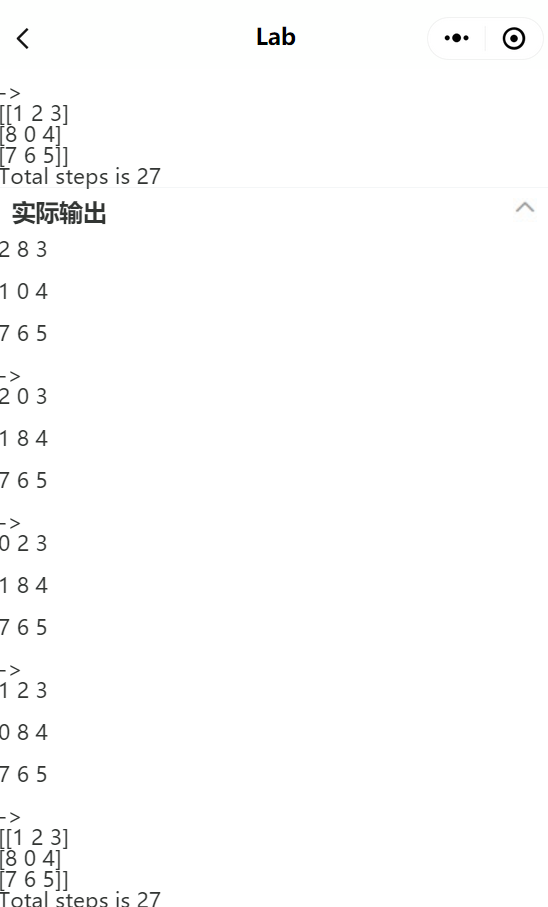 Lab
->
[[1 2 3]
[8 0 4]
[7 6 5]]
Total steps is 27
实际输出
2 8 3
1 0 4
7 6 5
->
2 0 3
1 8 4
7 6 5
->
0 2 3
1 8 4
7 6 5
->
1 2 3
0 8 4
7 6 5
->
[[1 2 3]
[8 0 4]
[7 6 5]]
Total steps is 27